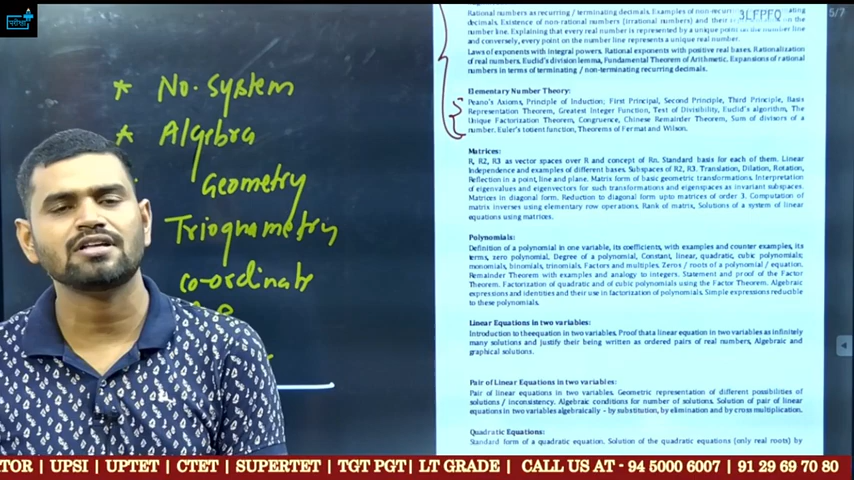 परीक्षा
* No. System
* Algebra
Geometry
Triognametry
co-ordinate
3LFPFQ
5/7
Rational numbers as recurring / terminating decimals. Examples of non-recurring
decimals. Existence of non-rational numbers (irrational numbers) and their on the
number line. Explaining that every real number is represented by a unique point on the number line
and conversely, every point on the number line represents a unique real number.
Laws of exponents with integral powers. Rational exponents with positive real bases. Rationalization
of real numbers, Euclid's division lemma, Fundamental Theorem of Arithmetic. Expansions of rational
numbers in terms of terminating / non-terminating recurring decimals.
Elementary Number Theory:
Peano's Axioms, Principle of Induction; First Principal, Second Principle, Third Principle, Basis
Representation Theorem, Greatest Integer Function, Test of Divisibility, Euclid's algorithm, The
Unique Factorization Theorem, Congruence, Chinese Remainder Theorem, Sum of divisors of a
number. Euler's totient function, Theorems of Fermat and Wilson.
Matrices:
R, R2, R3 as vector spaces over R and concept of Rn. Standard basis for each of them. Linear
Independence and examples of different bases. Subspaces of R2, R3. Translation, Dilation, Rotation,
Reflection in a point, line and plane. Matrix form of basic geometric transformations. Interpretation
of eigenvalues and eigenvectors for such transformations and eigenspaces as invariant subspaces.
Matrices in diagonal form. Reduction to diagonal form upto matrices of order 3. Computation of
matrix inverses using elementary row operations. Rank of matrix, Solutions of a system of linear
equations using matrices.
Polynomials:
Definition of a polynomial in one variable, its coefficients, with examples and counter examples, its
terms, zero polynomial, Degree of a polynomial, Constant, linear, quadratic, cubic polynomials;
monomials, binomials, trinomials. Factors and multiples. Zeros / roots of a polynomial / equation.
Remainder Theorem with examples and analogy to integers. Statement and proof of the Factor
Theorem. Factorization of quadratic and of cubic polynomials using the Factor Theorem. Algebraic
expressions and identities and their use in factorization of polynomials. Simple expressions reducible
to these polynomials.
Linear Equations in two variables:
Introduction to theequation in two variables. Proof thata linear equation in two variables as infinitely
many solutions and justify their being written as ordered pairs of real numbers, Algebraic and
graphical solutions.
Pair of Linear Equations in two variables:
Pair of linear equations in two variables. Geometric representation of different possibilities of
solutions / inconsistency. Algebraic conditions for number of solutions. Solution of pair of linear
equations in two variables algebraically – by substitution, by elimination and by cross multiplication.
Quadratic Equations:
Standard form of a quadratic equation. Solution of the quadratic equations (only real roots) by
TOR | UPSI | UPTET | CTET | SUPERTET | TGT PGT| LT GRADE | CALL US AT - 94 5000 6007 | 91 29 69 70 80